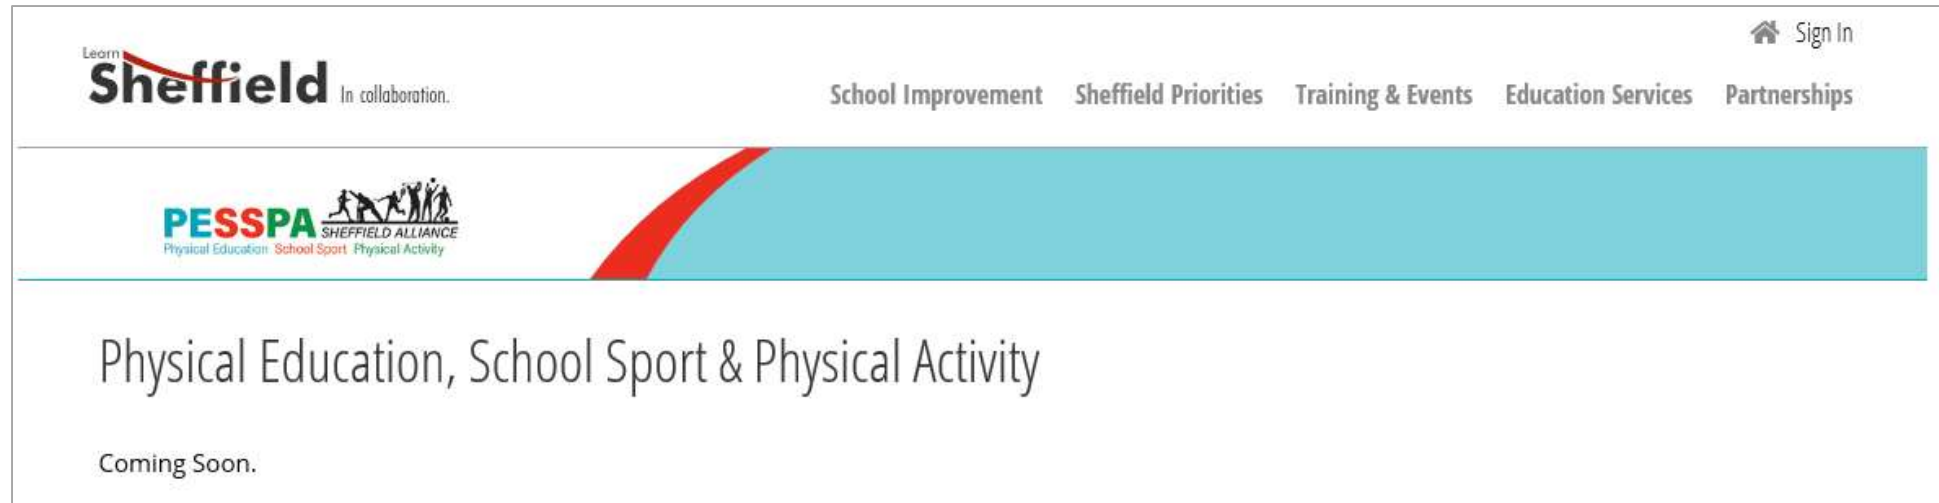 Sign In
Learn
Sheffield In collaboration.
School Improvement Sheffield Priorities Training & Events Education Services Partnerships
PESSPA SHEFFIELD ALLIANCE
Physical Education School Sport Physical Activity
Physical Education, School Sport & Physical Activity
Coming Soon.